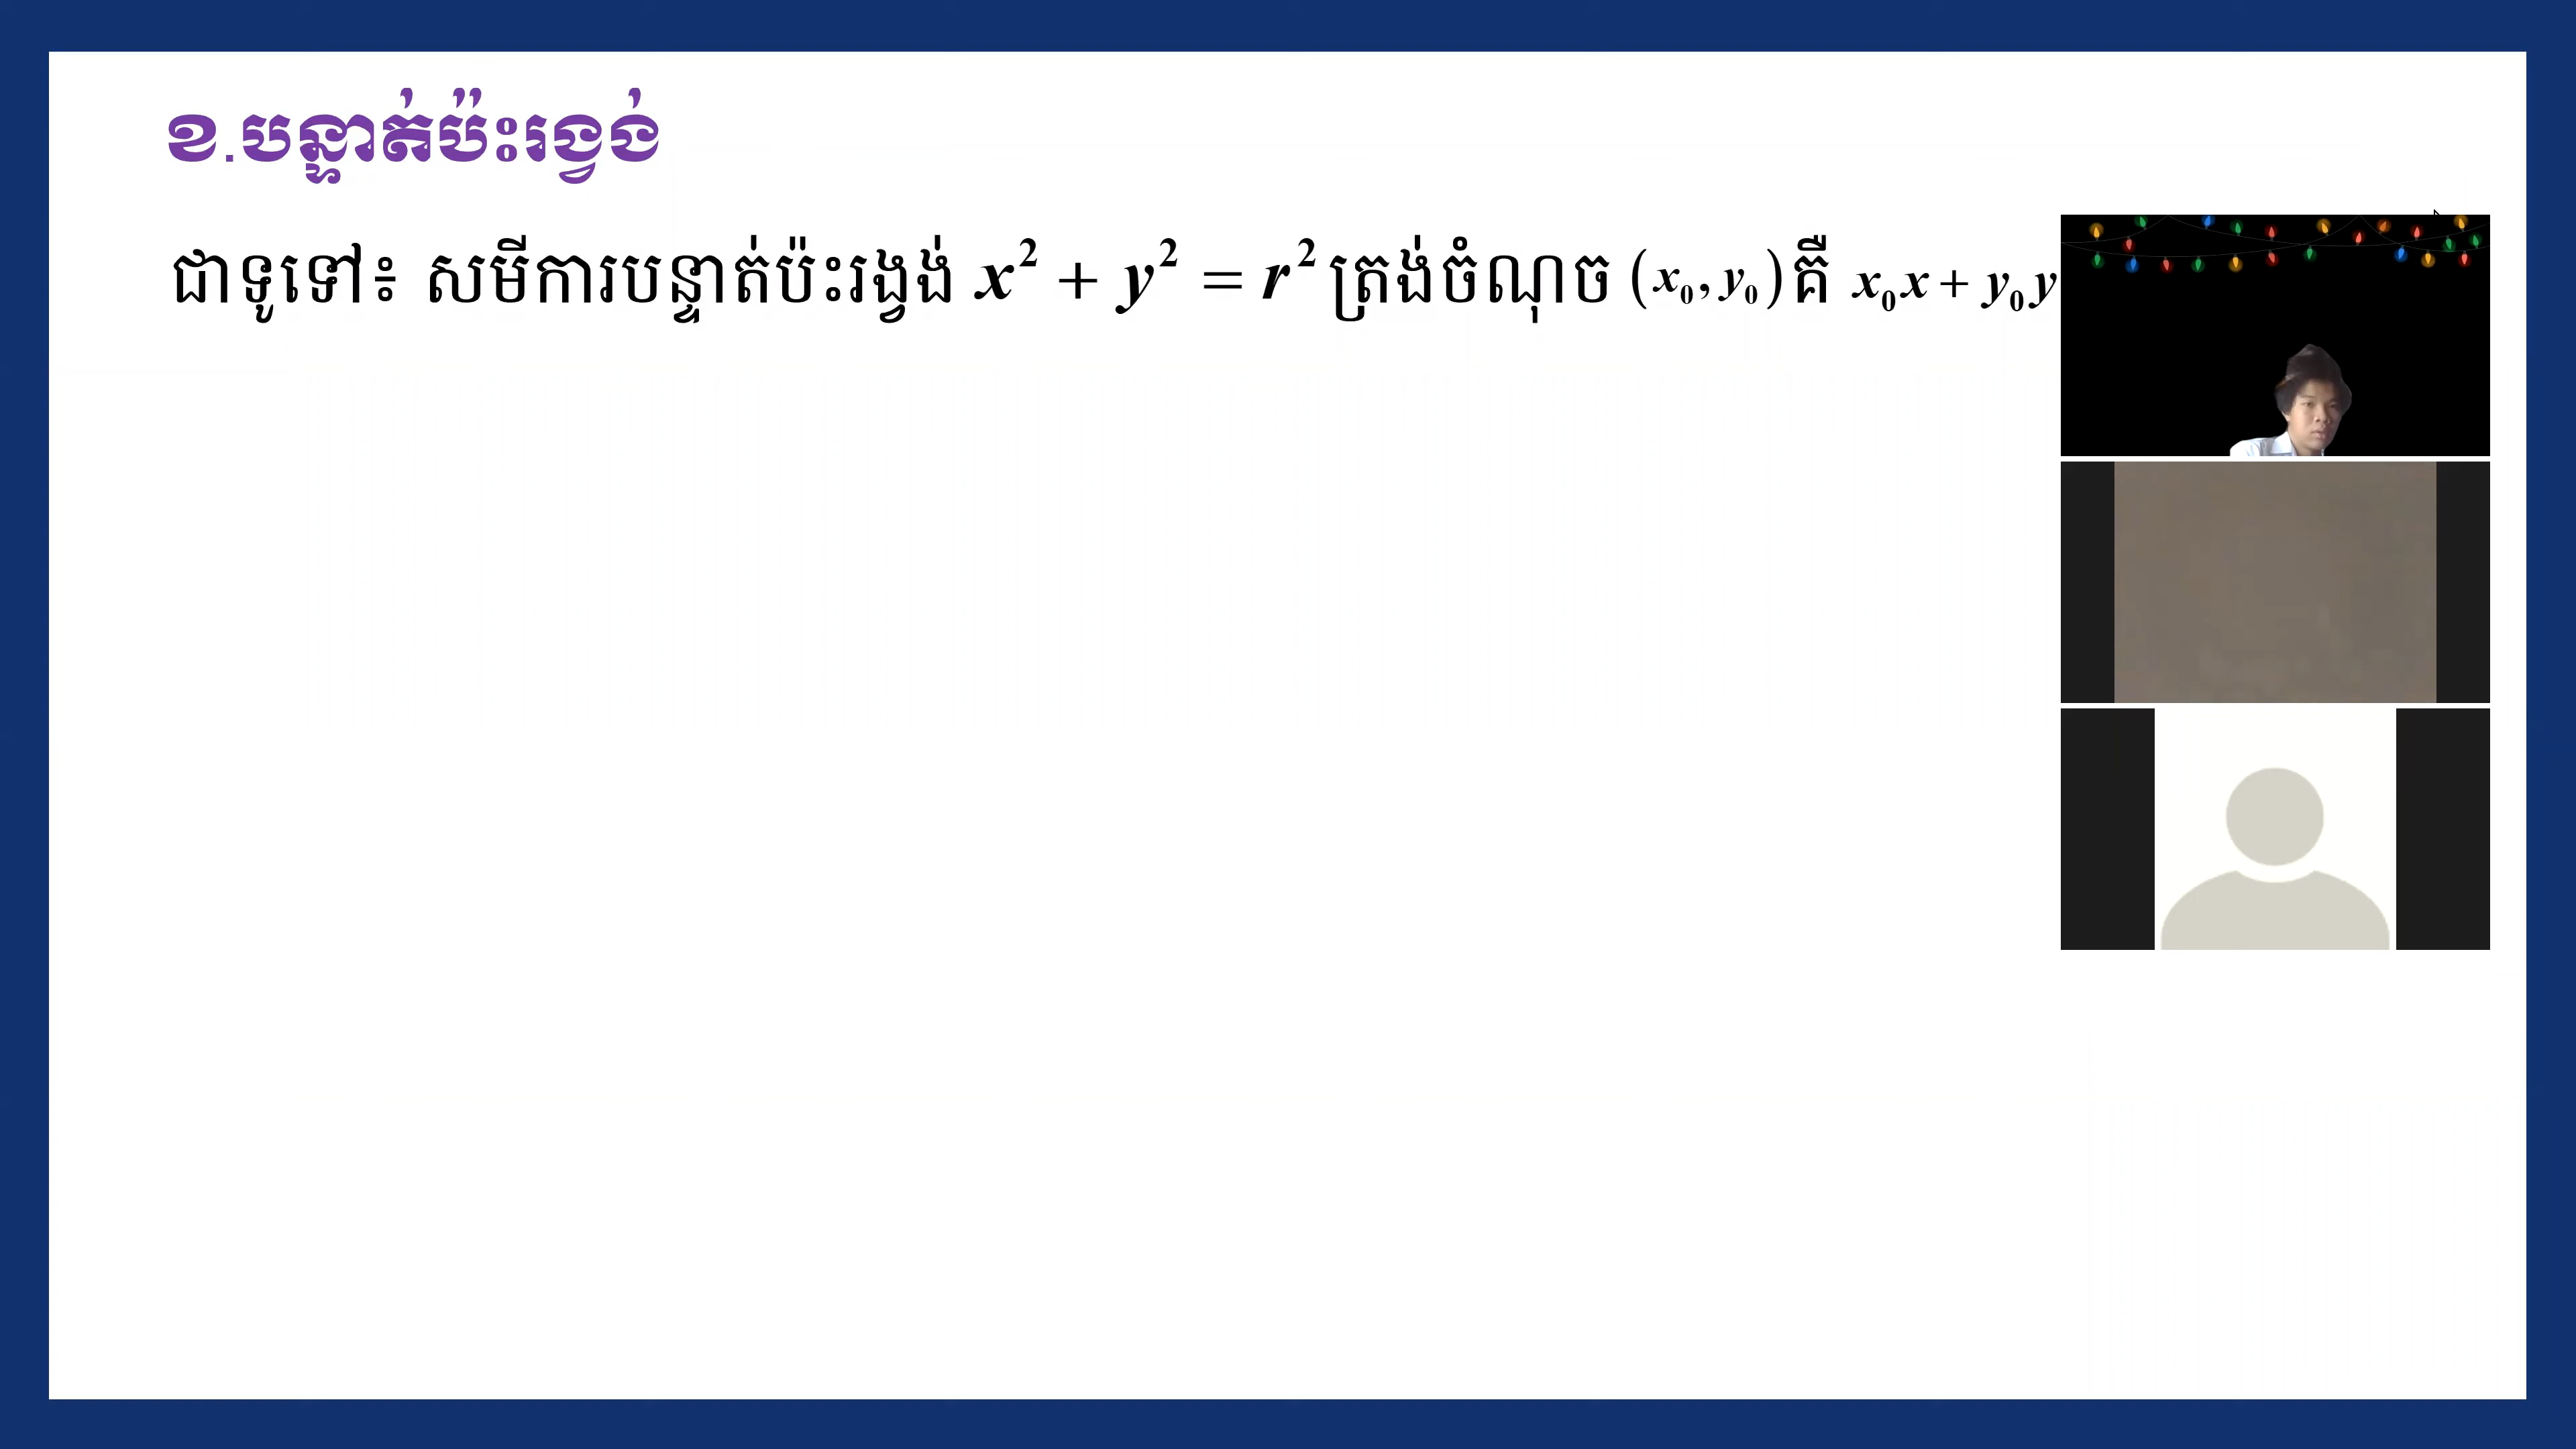 ខ.បន្ទាត់ប៉ះរង្វង់
ជាទូទៅ៖ សមីការបន្ទាត់ប៉ះរង្វង់ x² + y² = r² ត្រង់ចំណុច (x₀, y₀) គឺ x₀x + y₀y